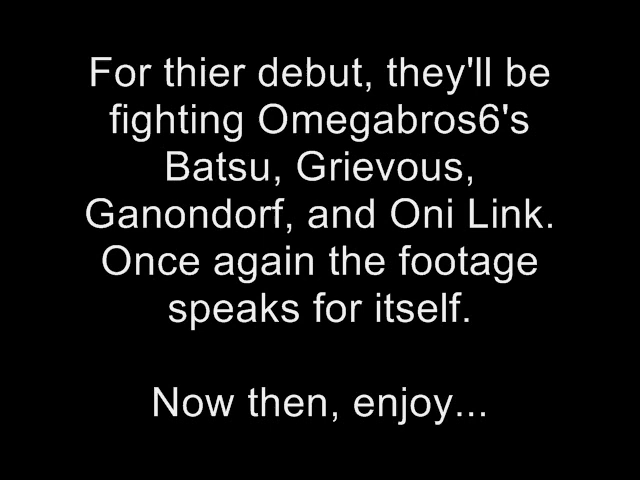 For thier debut, they'll be
fighting Omegabros6's
Batsu, Grievous,
Ganondorf, and Oni Link.
Once again the footage
speaks for itself.
Now then, enjoy...